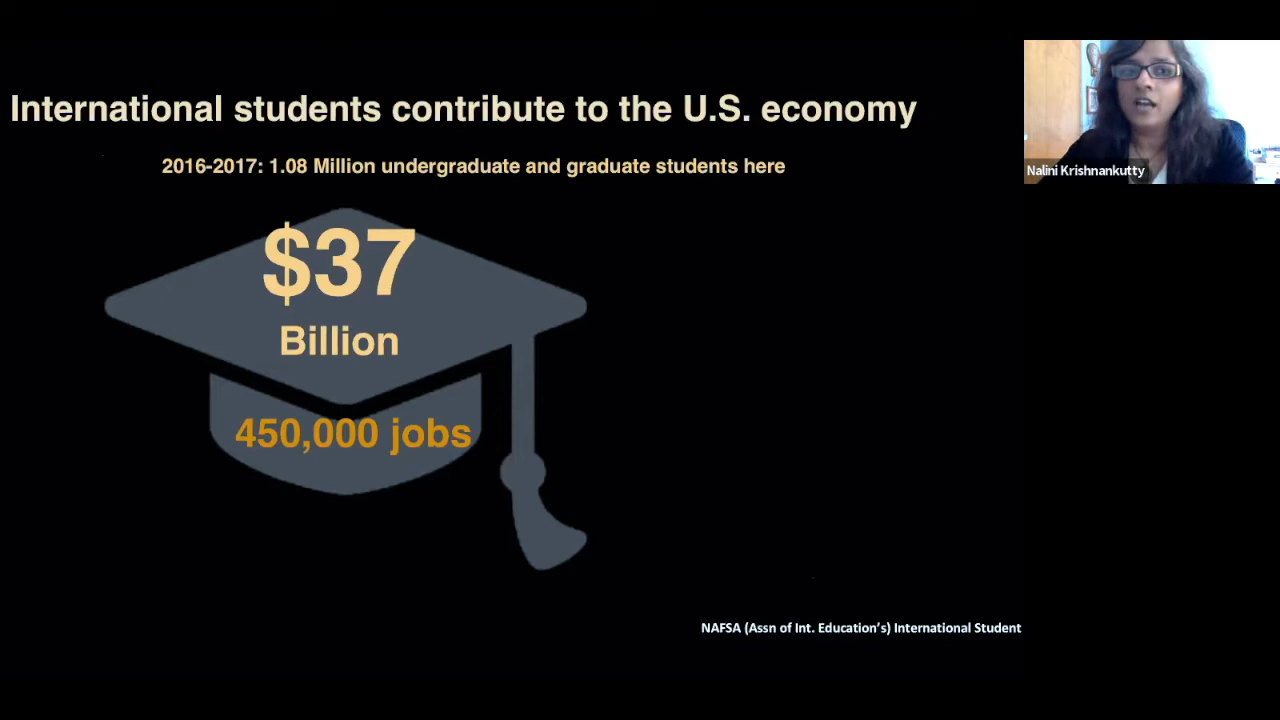 International students contribute to the U.S. economy
2016-2017: 1.08 Million undergraduate and graduate students here
$37
Billion
450,000 jobs
NAFSA (Assn of Int. Education's) International Student
Nalini Krishnankutty